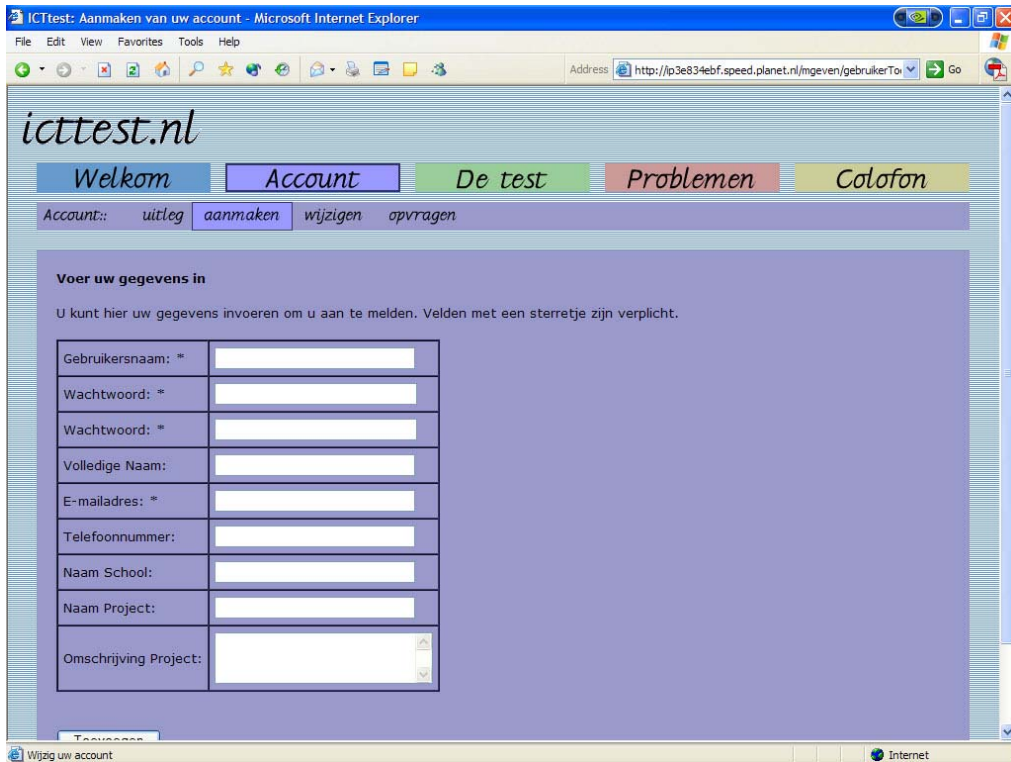 ICTtest: Aanmaken van uw account - Microsoft Internet Explorer
File Edit View Favorites Tools Help
Address http://ip3e834ebf.speed.planet.nl/mgeven/gebruikerToe Go
icttest.nl
Welkom Account De test Problemen Colofon
Account:: uitleg aanmaken wijzigen opvragen
Voer uw gegevens in
U kunt hier uw gegevens invoeren om u aan te melden. Velden met een sterretje zijn verplicht.
Gebruikersnaam: *
Wachtwoord: *
Wachtwoord: *
Volledige Naam:
E-mailadres: *
Telefoonnummer:
Naam School:
Naam Project:
Omschrijving Project:
Toevoegen
Wijzig uw account Internet